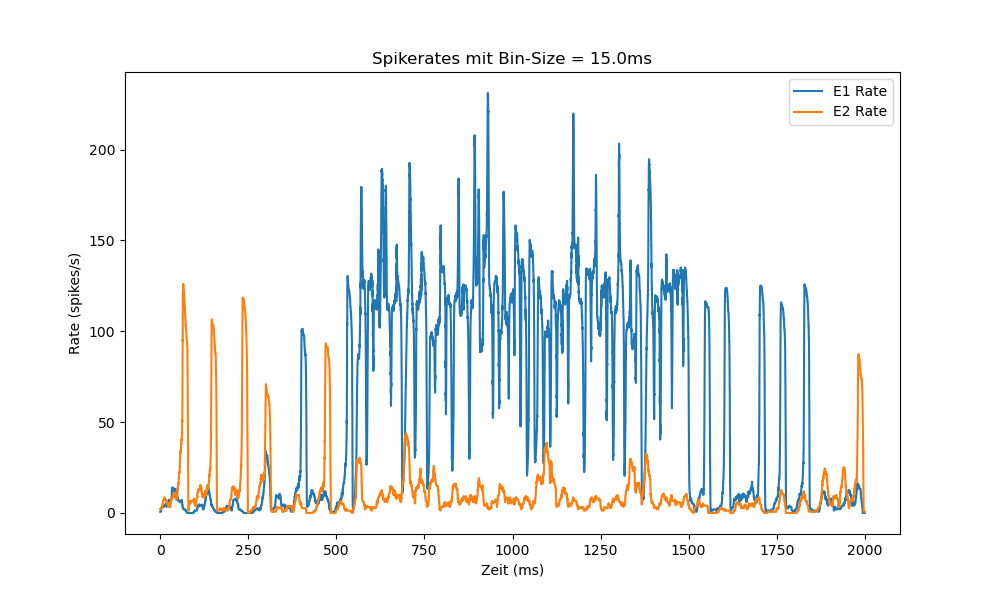 Spikerates mit Bin-Size = 15.0ms
E1 Rate
E2 Rate
Rate (spikes/s)
200
150
100
50
0
0 250 500 750 1000 1250 1500 1750 2000
Zeit (ms)